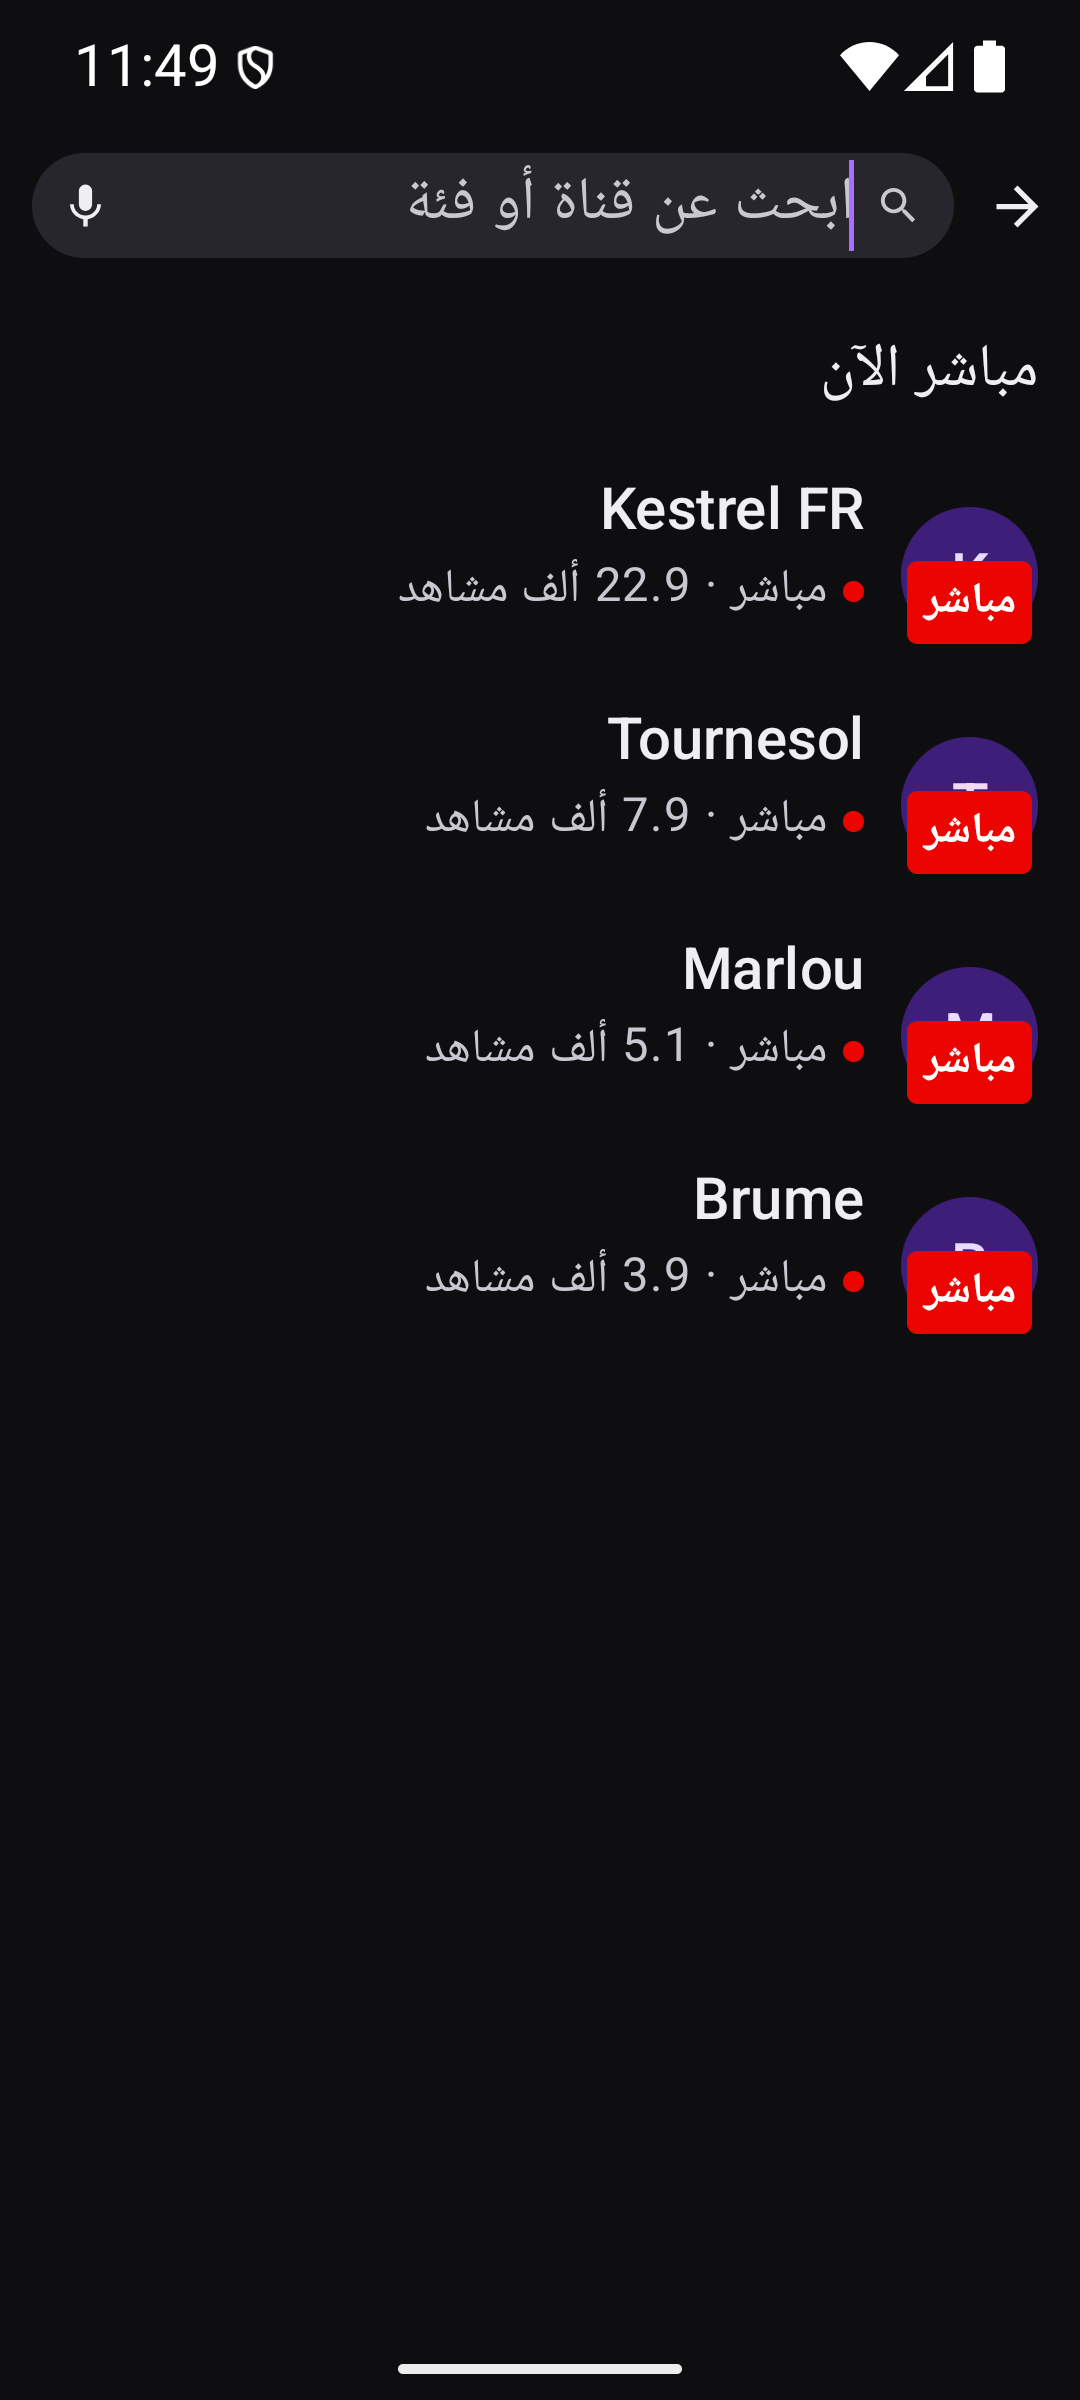 11:49
ابحث عن قناة أو فئة
مباشر الآن
Kestrel FR
مباشر · 22.9 ألف مشاهد
مباشر
Tournesol
مباشر · 7.9 ألف مشاهد
مباشر
Marlou
مباشر · 5.1 ألف مشاهد
مباشر
Brume
مباشر · 3.9 ألف مشاهد
مباشر